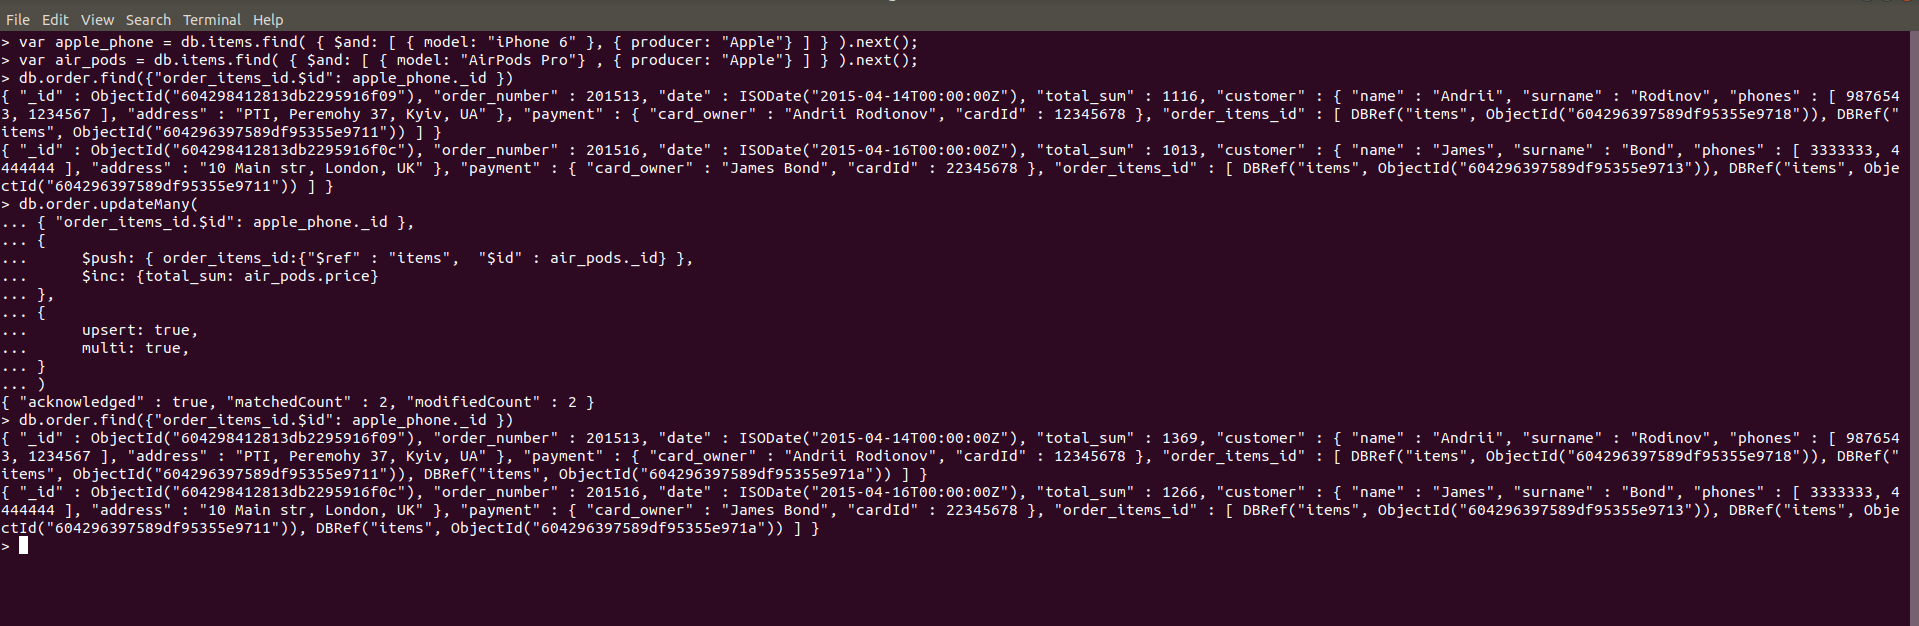 File Edit View Search Terminal Help
> var apple_phone = db.items.find( { $and: [ { model: "iPhone 6" }, { producer: "Apple"} ] } ).next();
> var air_pods = db.items.find( { $and: [ { model: "AirPods Pro"} , { producer: "Apple"} ] } ).next();
> db.order.find({"order_items_id.$id": apple_phone._id })
{ "_id" : ObjectId("604298412813db2295916f09"), "order_number" : 201513, "date" : ISODate("2015-04-14T00:00:00Z"), "total_sum" : 1116, "customer" : { "name" : "Andrii", "surname" : "Rodinov", "phones" : [ 987654
3, 1234567 ], "address" : "PTI, Peremohy 37, Kyiv, UA" }, "payment" : { "card_owner" : "Andrii Rodionov", "cardId" : 12345678 }, "order_items_id" : [ DBRef("items", ObjectId("604296397589df95355e9718")), DBRef("
items", ObjectId("604296397589df95355e9711")) ] }
{ "_id" : ObjectId("604298412813db2295916f0c"), "order_number" : 201516, "date" : ISODate("2015-04-16T00:00:00Z"), "total_sum" : 1013, "customer" : { "name" : "James", "surname" : "Bond", "phones" : [ 3333333, 4
444444 ], "address" : "10 Main str, London, UK" }, "payment" : { "card_owner" : "James Bond", "cardId" : 22345678 }, "order_items_id" : [ DBRef("items", ObjectId("604296397589df95355e9713")), DBRef("items", Obje
ctId("604296397589df95355e9711")) ] }
> db.order.updateMany(
... { "order_items_id.$id": apple_phone._id },
... {
...      $push: { order_items_id:{"$ref" : "items",  "$id" : air_pods._id} },
...      $inc: {total_sum: air_pods.price}
... },
... {
...      upsert: true,
...      multi: true,
... }
... )
{ "acknowledged" : true, "matchedCount" : 2, "modifiedCount" : 2 }
> db.order.find({"order_items_id.$id": apple_phone._id })
{ "_id" : ObjectId("604298412813db2295916f09"), "order_number" : 201513, "date" : ISODate("2015-04-14T00:00:00Z"), "total_sum" : 1369, "customer" : { "name" : "Andrii", "surname" : "Rodinov", "phones" : [ 987654
3, 1234567 ], "address" : "PTI, Peremohy 37, Kyiv, UA" }, "payment" : { "card_owner" : "Andrii Rodionov", "cardId" : 12345678 }, "order_items_id" : [ DBRef("items", ObjectId("604296397589df95355e9718")), DBRef("
items", ObjectId("604296397589df95355e9711")), DBRef("items", ObjectId("604296397589df95355e971a")) ] }
{ "_id" : ObjectId("604298412813db2295916f0c"), "order_number" : 201516, "date" : ISODate("2015-04-16T00:00:00Z"), "total_sum" : 1266, "customer" : { "name" : "James", "surname" : "Bond", "phones" : [ 3333333, 4
444444 ], "address" : "10 Main str, London, UK" }, "payment" : { "card_owner" : "James Bond", "cardId" : 22345678 }, "order_items_id" : [ DBRef("items", ObjectId("604296397589df95355e9713")), DBRef("items", Obje
ctId("604296397589df95355e9711")), DBRef("items", ObjectId("604296397589df95355e971a")) ] }
>